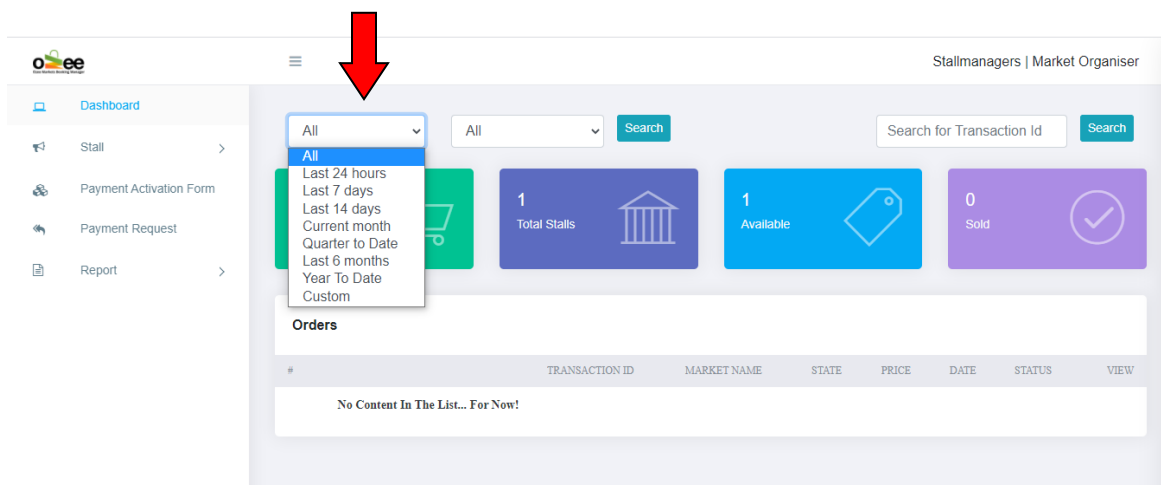 ozee
Stallmanagers | Market Organiser
Dashboard
Stall
Payment Activation Form
Payment Request
Report
All
All
Search
Search for Transaction Id
Search
All
Last 24 hours
Last 7 days
Last 14 days
Current month
Quarter to Date
Last 6 months
Year To Date
Custom
1
Total Stalls
1
Available
0
Sold
Orders
# TRANSACTION ID MARKET NAME STATE PRICE DATE STATUS VIEW
No Content In The List... For Now!